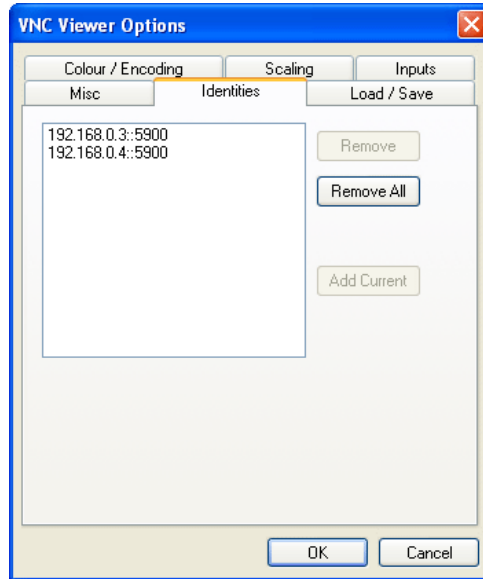 VNC Viewer Options
Colour / Encoding Scaling Inputs
Misc Identities Load / Save
192.168.0.3::5900
192.168.0.4::5900
Remove
Remove All
Add Current
OK Cancel